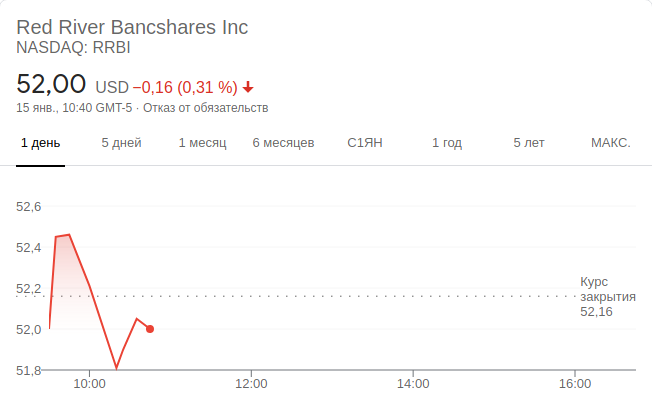 Red River Bancshares Inc
NASDAQ: RRBI
52,00 USD −0,16 (0,31 %)
15 янв., 10:40 GMT-5 · Отказ от обязательств
1 день 5 дней 1 месяц 6 месяцев С1ЯН 1 год 5 лет МАКС.
52,6
52,4
52,2
52,0
51,8
Курс
закрытия
52,16
10:00 12:00 14:00 16:00